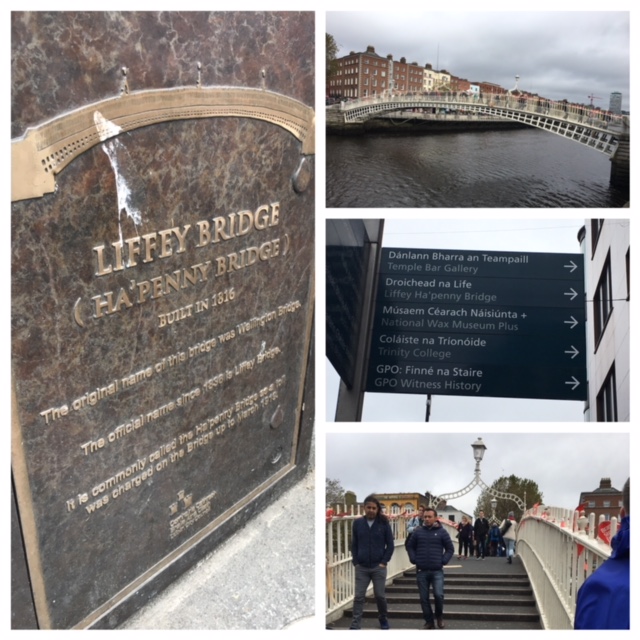 LIFFEY BRIDGE
( HA'PENNY BRIDGE )
BUILT IN 1816
The original name of this bridge was Wellington Bridge.
The official name since 1836 is Liffey Bridge.
It is commonly called the Ha'penny Bridge as a toll
was charged on the Bridge up to March 1919.
Dánlann Bharra an Teampaill
Temple Bar Gallery
Droichead na Life
Liffey Ha'penny Bridge
Músaem Céarach Náisiúnta +
National Wax Museum Plus
Coláiste na Tríonóide
Trinity College
GPO: Finné na Staire
GPO Witness History